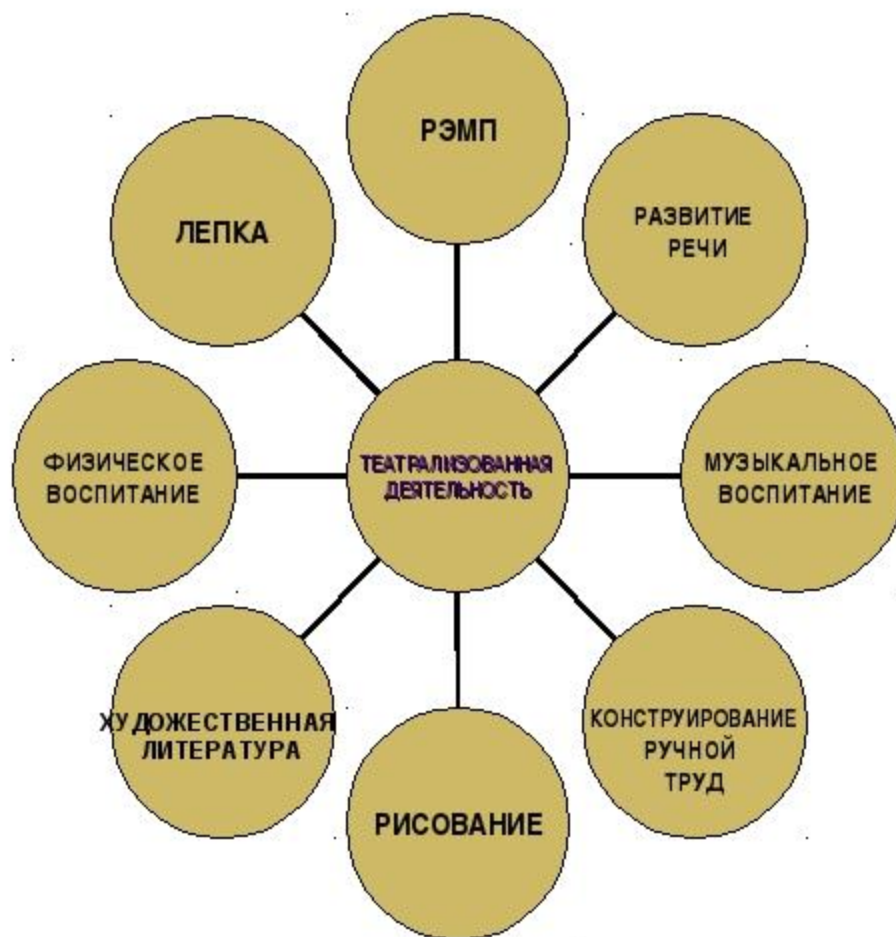 РЭМП
ЛЕПКА
РАЗВИТИЕ
РЕЧИ
ФИЗИЧЕСКОЕ
ВОСПИТАНИЕ
ТЕАТРАЛИЗОВАННАЯ
ДЕЯТЕЛЬНОСТЬ
МУЗЫКАЛЬНОЕ
ВОСПИТАНИЕ
ХУДОЖЕСТВЕННАЯ
ЛИТЕРАТУРА
КОНСТРУИРОВАНИЕ
РУЧНОЙ
ТРУД
РИСОВАНИЕ